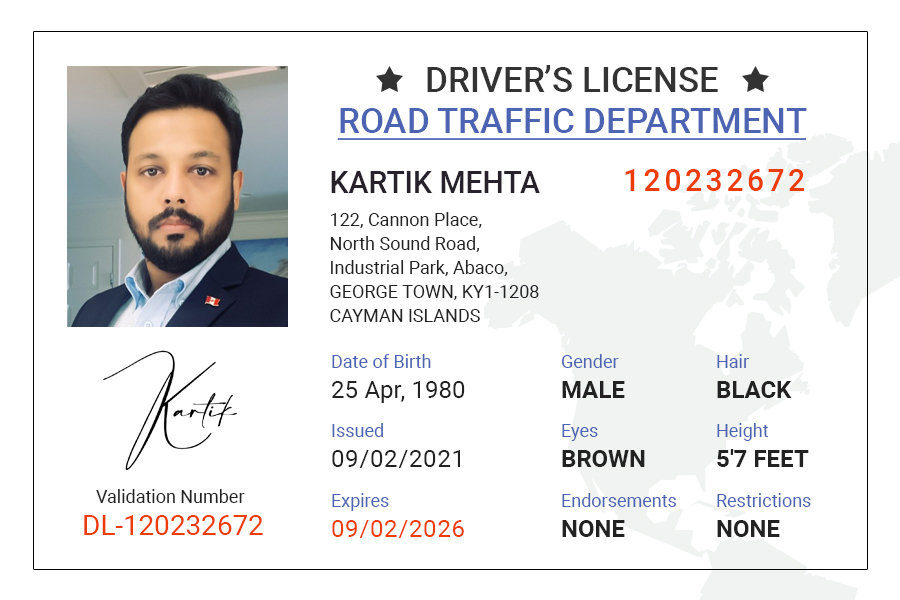 DRIVER’S LICENSE
ROAD TRAFFIC DEPARTMENT
KARTIK MEHTA 120232672
122, Cannon Place,
North Sound Road,
Industrial Park, Abaco,
GEORGE TOWN, KY1-1208
CAYMAN ISLANDS
Date of Birth Gender Hair
25 Apr, 1980 MALE BLACK
Issued Eyes Height
09/02/2021 BROWN 5'7 FEET
Expires Endorsements Restrictions
09/02/2026 NONE NONE
Kartik
Validation Number
DL-120232672